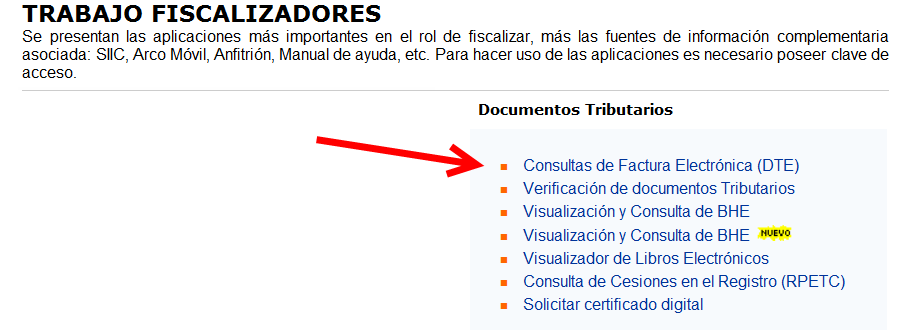 TRABAJO FISCALIZADORES
Se presentan las aplicaciones más importantes en el rol de fiscalizar, más las fuentes de información complementaria
asociada: SIIC, Arco Móvil, Anfitrión, Manual de ayuda, etc. Para hacer uso de las aplicaciones es necesario poseer clave de
acceso.
Documentos Tributarios
Consultas de Factura Electrónica (DTE)
Verificación de documentos Tributarios
Visualización y Consulta de BHE
Visualización y Consulta de BHE NUEVO
Visualizador de Libros Electrónicos
Consulta de Cesiones en el Registro (RPETC)
Solicitar certificado digital